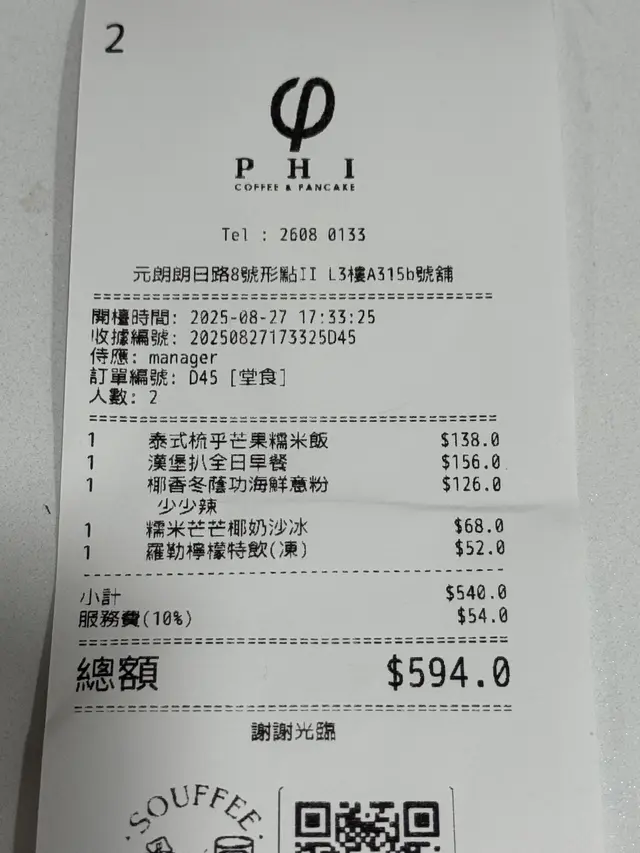 2
PHI
COFFEE & PANCAKE
Tel : 2608 0133
元朗朗日路8號形點II L3樓A315b號舖
開檯時間: 2025-08-27 17:33:25
收據編號: 20250827173325D45
侍應: manager
訂單編號: D45 [堂食]
人數: 2
1 泰式梳乎芒果糯米飯 $138.0
1 漢堡扒全日早餐 $156.0
1 椰香冬蔭功海鮮意粉 $126.0
少少辣
1 糯米芒芒椰奶沙冰 $68.0
1 羅勒檸檬特飲(凍) $52.0
小計 $540.0
服務費(10%) $54.0
總額 $594.0
謝謝光臨
SOUFFEE